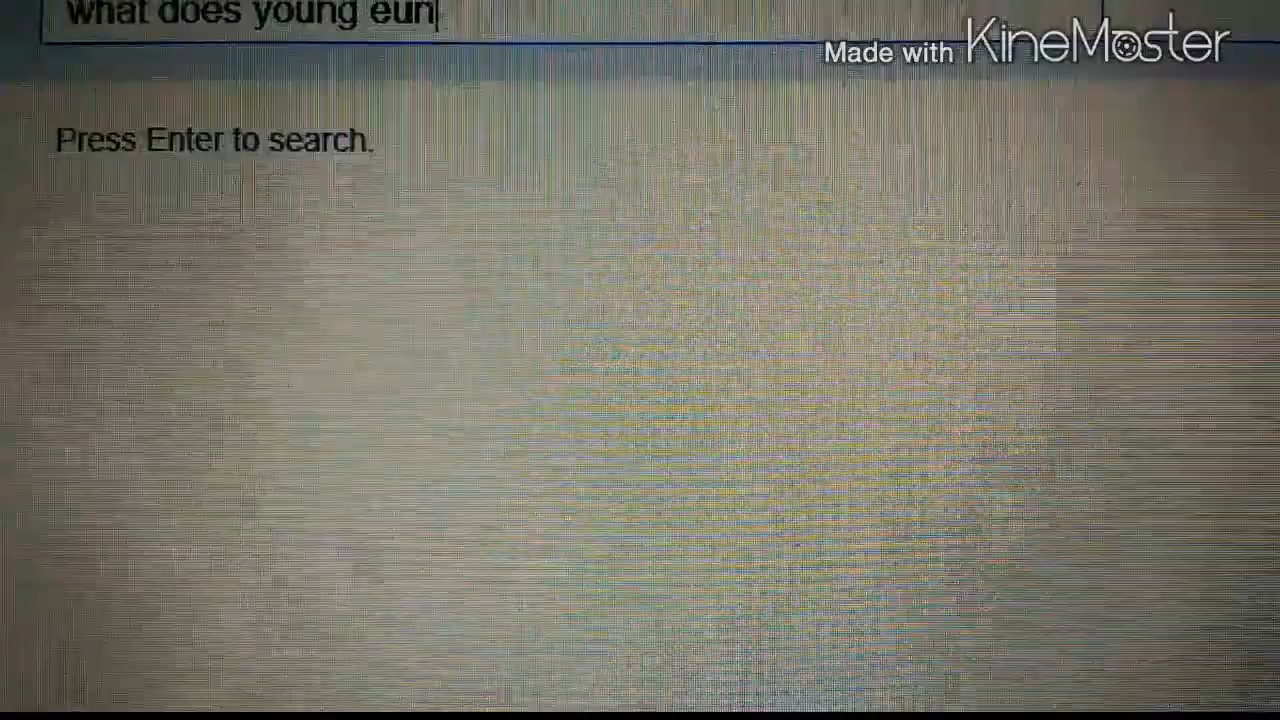 what does young eun
Made with KineMaster
Press Enter to search.